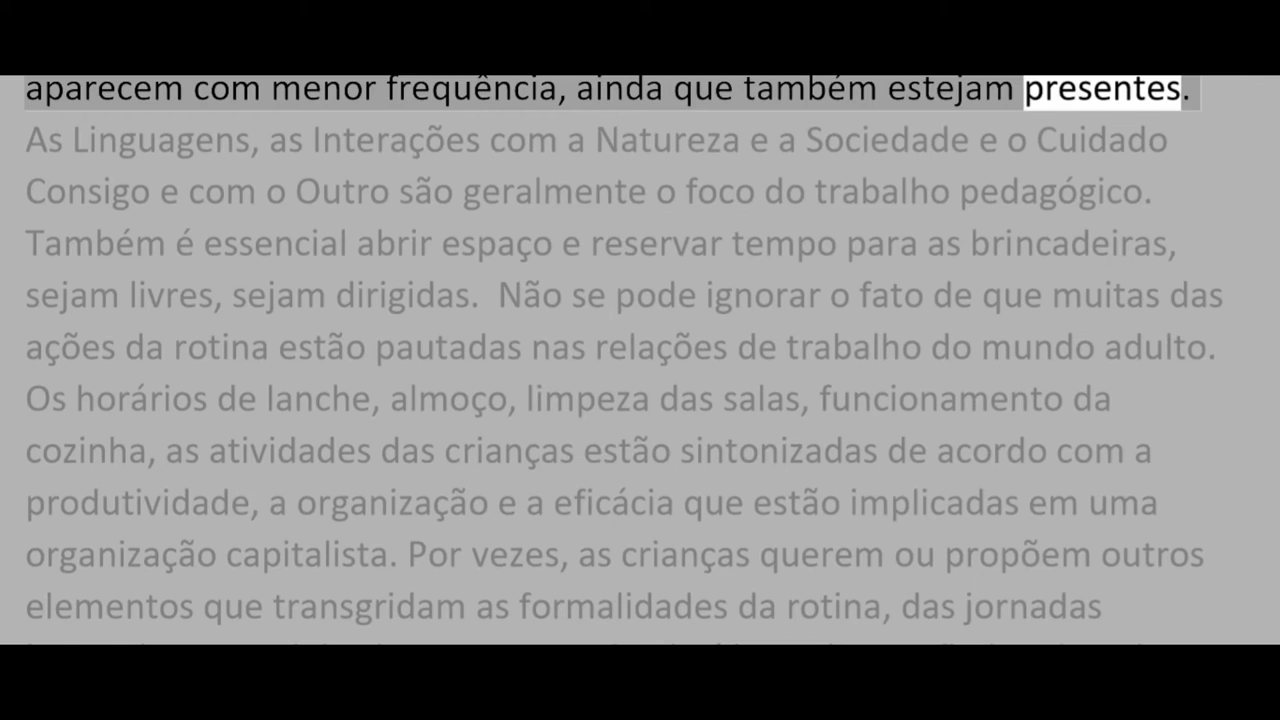 aparecem com menor frequência, ainda que também estejam presentes.
As Linguagens, as Interações com a Natureza e a Sociedade e o Cuidado
Consigo e com o Outro são geralmente o foco do trabalho pedagógico.
Também é essencial abrir espaço e reservar tempo para as brincadeiras,
sejam livres, sejam dirigidas.  Não se pode ignorar o fato de que muitas das
ações da rotina estão pautadas nas relações de trabalho do mundo adulto.
Os horários de lanche, almoço, limpeza das salas, funcionamento da
cozinha, as atividades das crianças estão sintonizadas de acordo com a
produtividade, a organização e a eficácia que estão implicadas em uma
organização capitalista. Por vezes, as crianças querem ou propõem outros
elementos que transgridam as formalidades da rotina, das jornadas